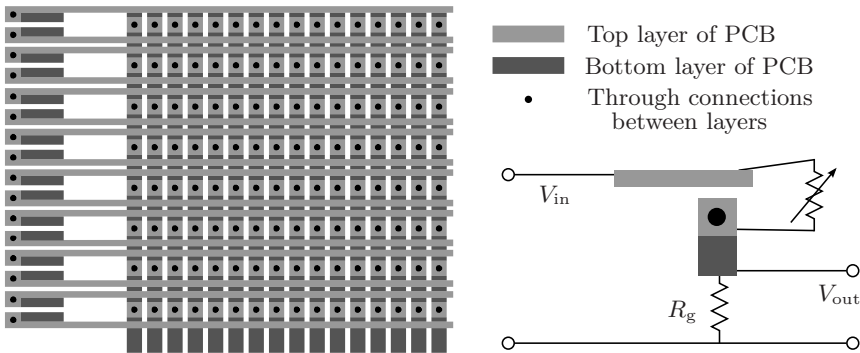 Top layer of PCB
Bottom layer of PCB
Through connections
between layers
V_in
V_out
R_g